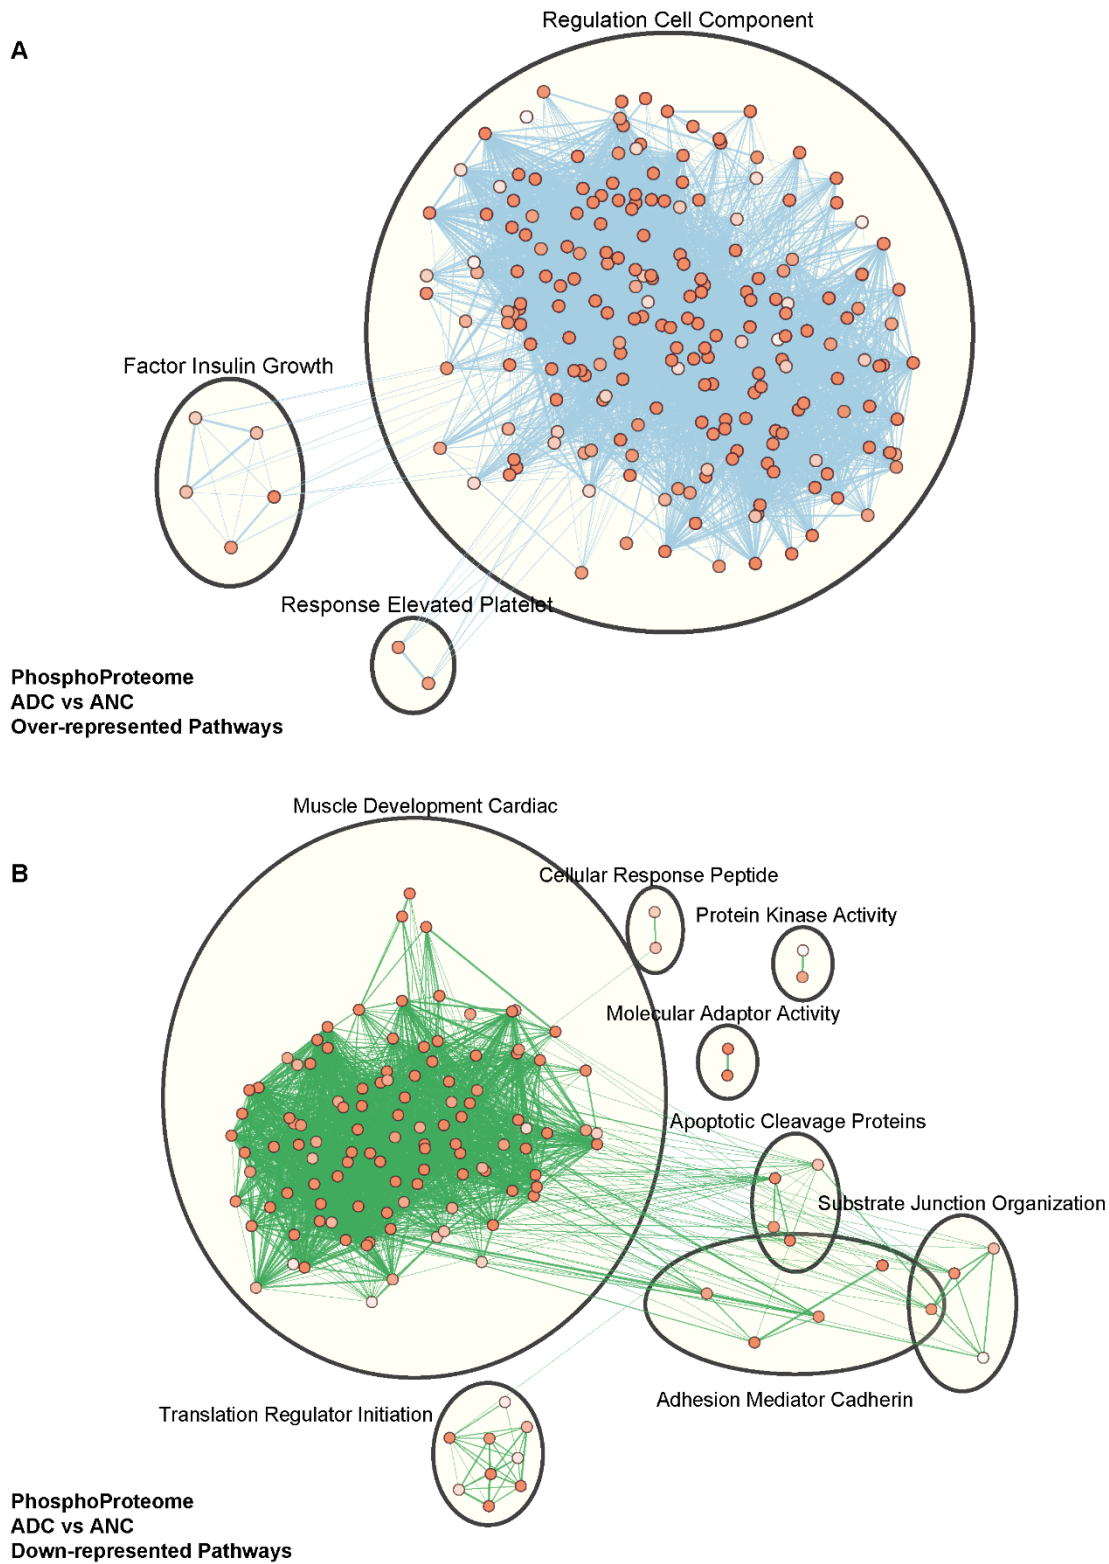 Regulation Cell Component
A
Factor Insulin Growth
Response Elevated Platelet
PhosphoProteome
ADC vs ANC
Over-represented Pathways
Muscle Development Cardiac
B
Cellular Response Peptide
Protein Kinase Activity
Molecular Adaptor Activity
Apoptotic Cleavage Proteins
Substrate Junction Organization
Adhesion Mediator Cadherin
Translation Regulator Initiation
PhosphoProteome
ADC vs ANC
Down-represented Pathways